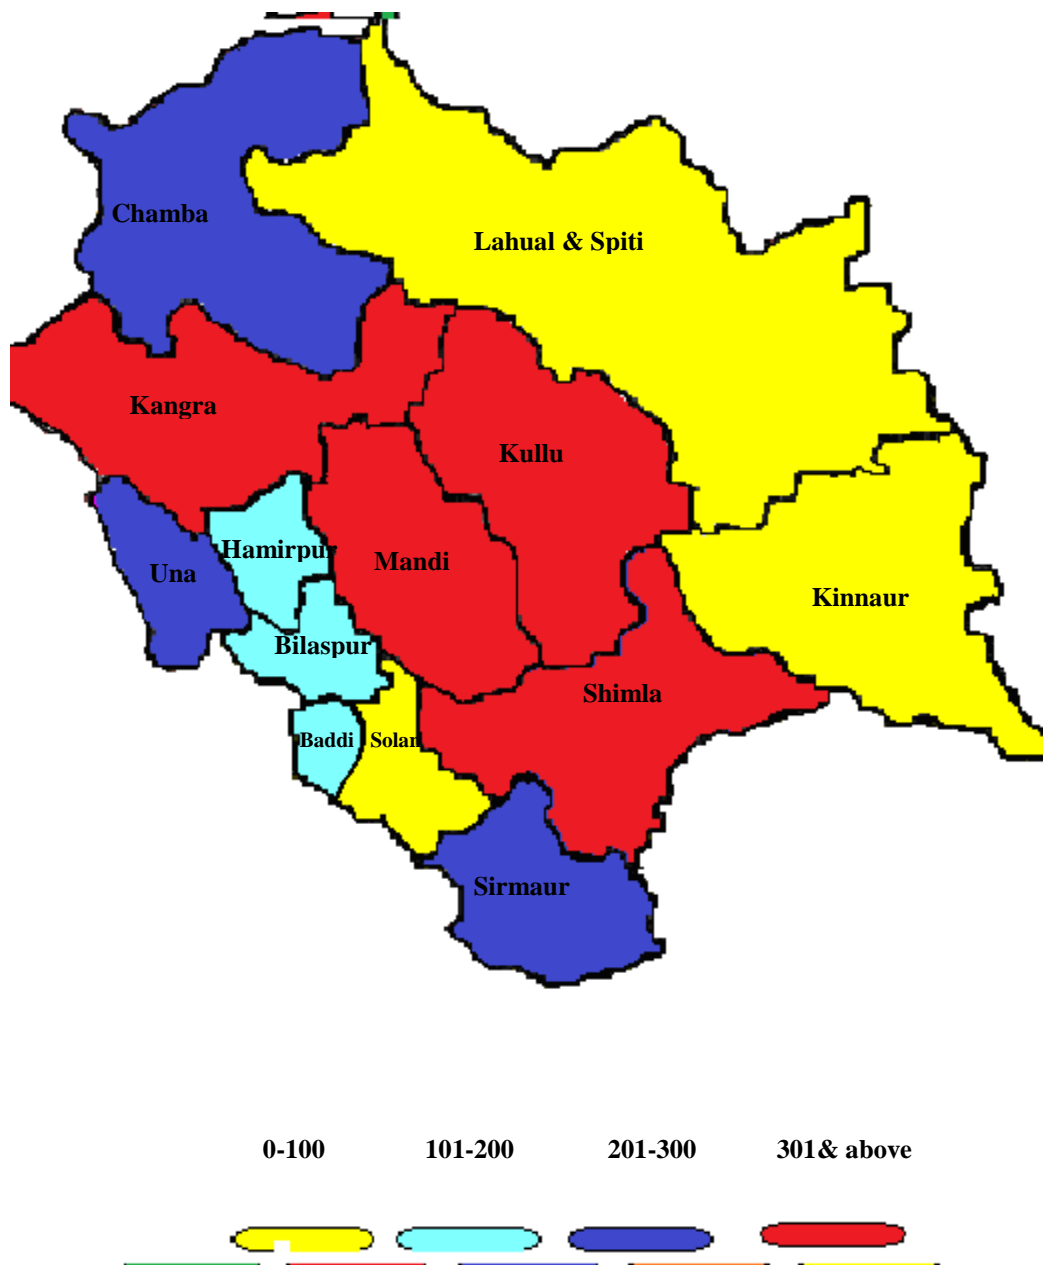 Chamba
Lahual & Spiti
Kangra
Kullu
Hamirpur
Mandi
Una
Kinnaur
Bilaspur
Shimla
Baddi
Solan
Sirmaur
0-100
101-200
201-300
301& above